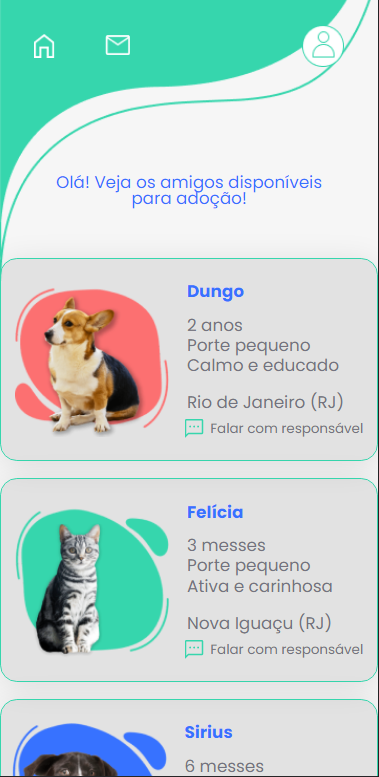 Olá! Veja os amigos disponíveis
para adoção!
Dungo
2 anos
Porte pequeno
Calmo e educado
Rio de Janeiro (RJ)
Falar com responsável
Felícia
3 messes
Porte pequeno
Ativa e carinhosa
Nova Iguaçu (RJ)
Falar com responsável
Sirius
6 messes